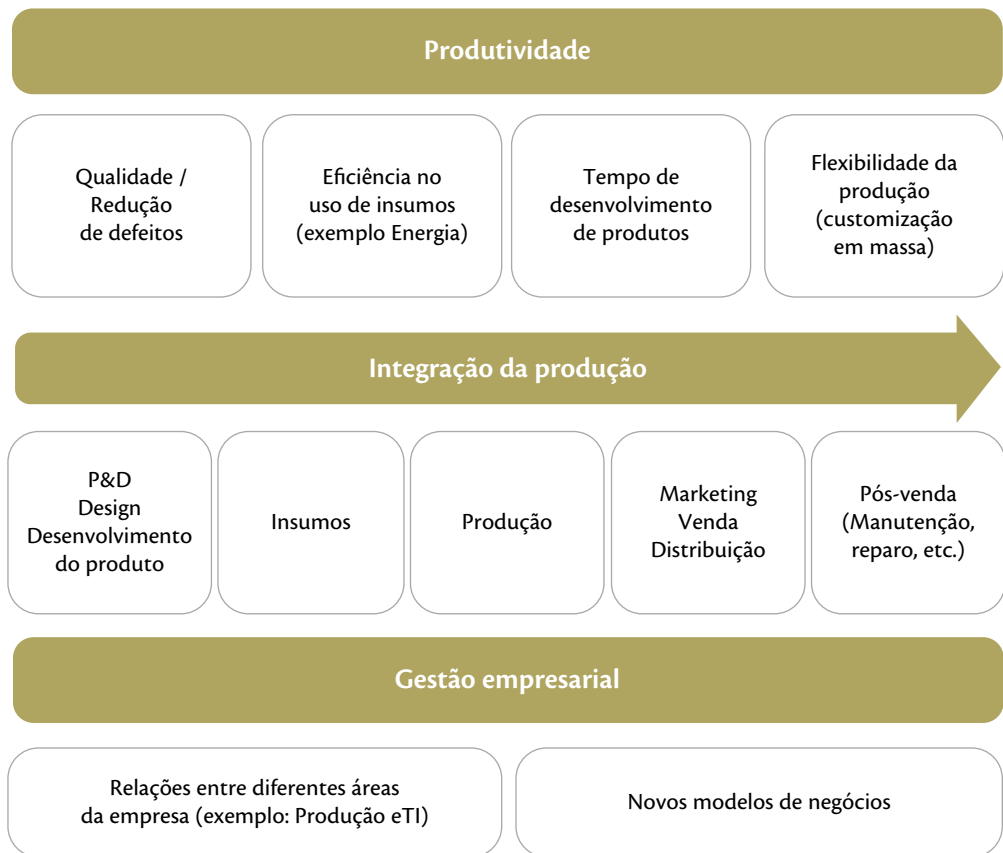 Produtividade
Qualidade /
Redução
de defeitos
Eficiência no
uso de insumos
(exemplo Energia)
Tempo de
desenvolvimento
de produtos
Flexibilidade da
produção
(customização
em massa)
Integração da produção
P&D
Design
Desenvolvimento
do produto
Insumos
Produção
Marketing
Venda
Distribuição
Pós-venda
(Manutenção,
reparo, etc.)
Gestão empresarial
Relações entre diferentes áreas
da empresa (exemplo: Produção eTI)
Novos modelos de negócios